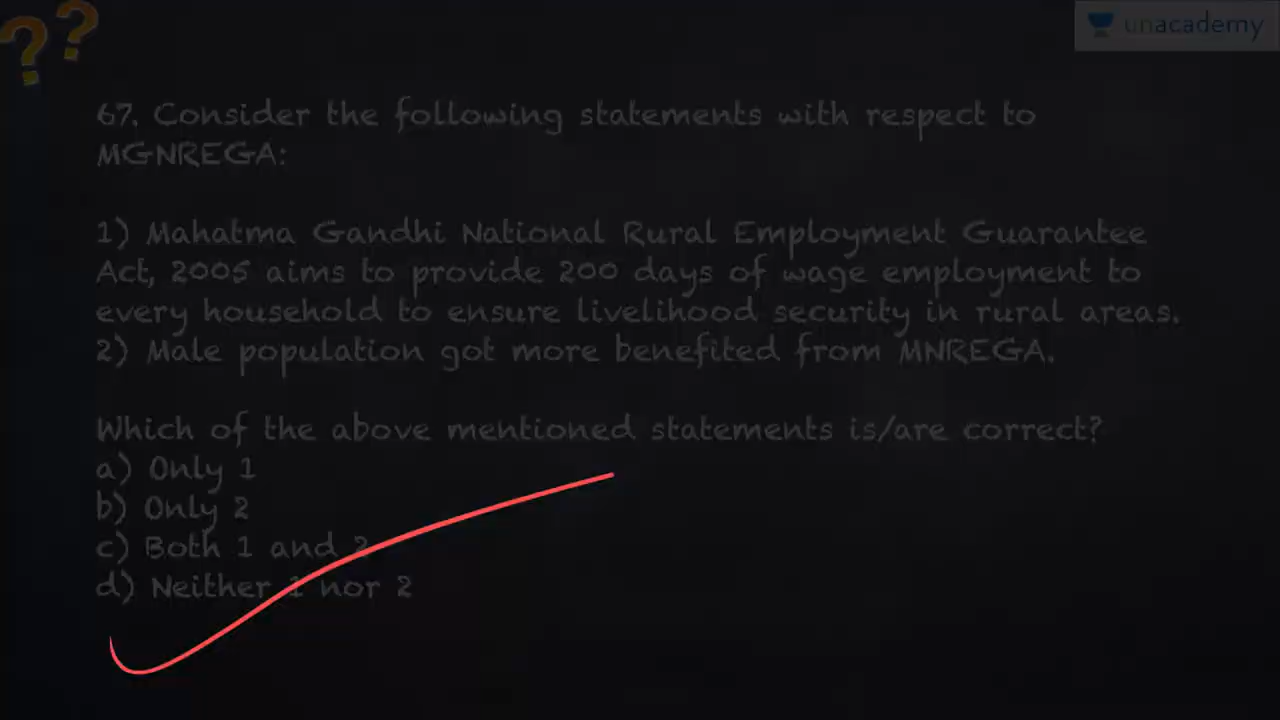 ??
unacademy
67. Consider the following statements with respect to
MGNREGA:
1) Mahatma Gandhi National Rural Employment Guarantee
Act, 2005 aims to provide 200 days of wage employment to
every household to ensure livelihood security in rural areas.
2) Male population got more benefited from MNREGA.
Which of the above mentioned statements is/are correct?
a) Only 1
b) Only 2
c) Both 1 and 2
d) Neither 1 nor 2